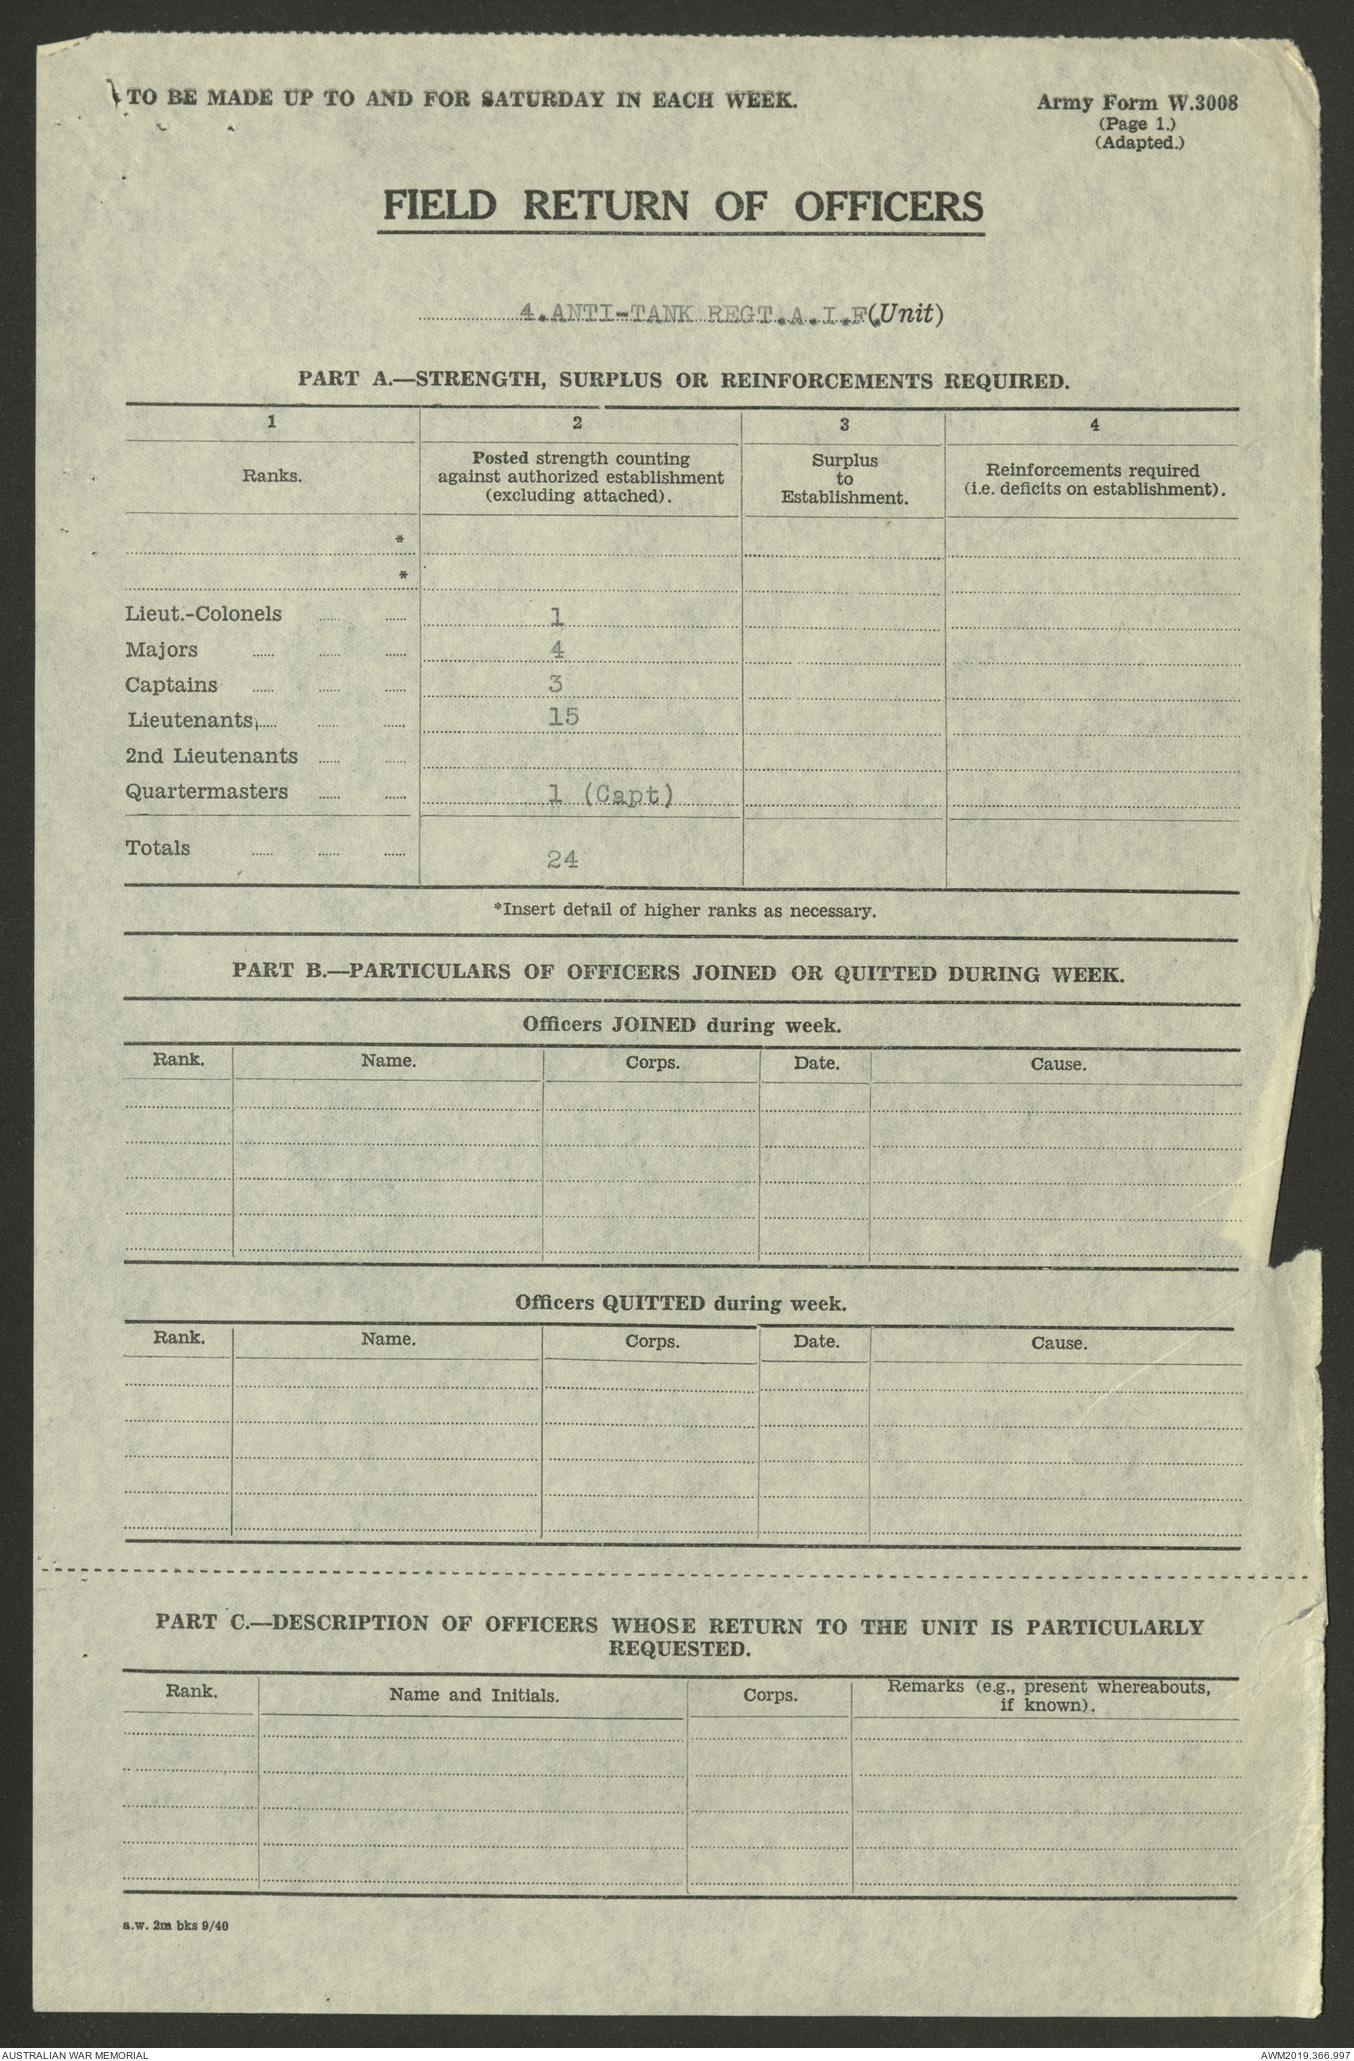 TO BE MADE UP TO AND FOR SATURDAY IN EACH WEEK.
Army Form W.3008
(Page 1.)
(Adapted.)
FIELD RETURN OF OFFICERS
4.ANTI-TANK REGT.A.I.F.(Unit)
PART A.—STRENGTH, SURPLUS OR REINFORCEMENTS REQUIRED.
1 2 3 4
Ranks.
Posted strength counting
against authorized establishment
(excluding attached).
Surplus
to
Establishment.
Reinforcements required
(i.e. deficits on establishment).
*
*
Lieut.-Colonels 1
Majors 4
Captains 3
Lieutenants 15
2nd Lieutenants
Quartermasters 1 (Capt)
Totals 24
*Insert detail of higher ranks as necessary.
PART B.—PARTICULARS OF OFFICERS JOINED OR QUITTED DURING WEEK.
Officers JOINED during week.
Rank. Name. Corps. Date. Cause.
Officers QUITTED during week.
Rank. Name. Corps. Date. Cause.
PART C.—DESCRIPTION OF OFFICERS WHOSE RETURN TO THE UNIT IS PARTICULARLY
REQUESTED.
Rank. Name and Initials. Corps. Remarks (e.g., present whereabouts,
if known).
a.w. 2m bks 9/40
AUSTRALIAN WAR MEMORIAL
AWM2019.366.997